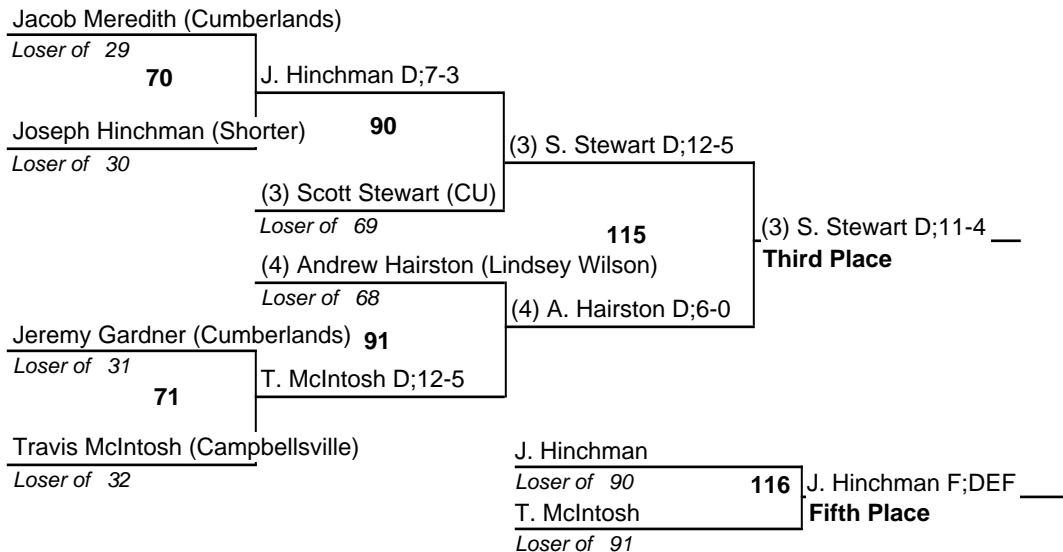 Jacob Meredith (Cumberlands)
Loser of 29
70
J. Hinchman D;7-3
Joseph Hinchman (Shorter)
Loser of 30
90
(3) S. Stewart D;12-5
(3) Scott Stewart (CU)
Loser of 69
115
(3) S. Stewart D;11-4
Third Place
(4) Andrew Hairston (Lindsey Wilson)
Loser of 68
(4) A. Hairston D;6-0
Jeremy Gardner (Cumberlands)
91
Loser of 31
71
T. McIntosh D;12-5
Travis McIntosh (Campbellsville)
Loser of 32
J. Hinchman
Loser of 90
116
J. Hinchman F;DEF
T. McIntosh
Fifth Place
Loser of 91